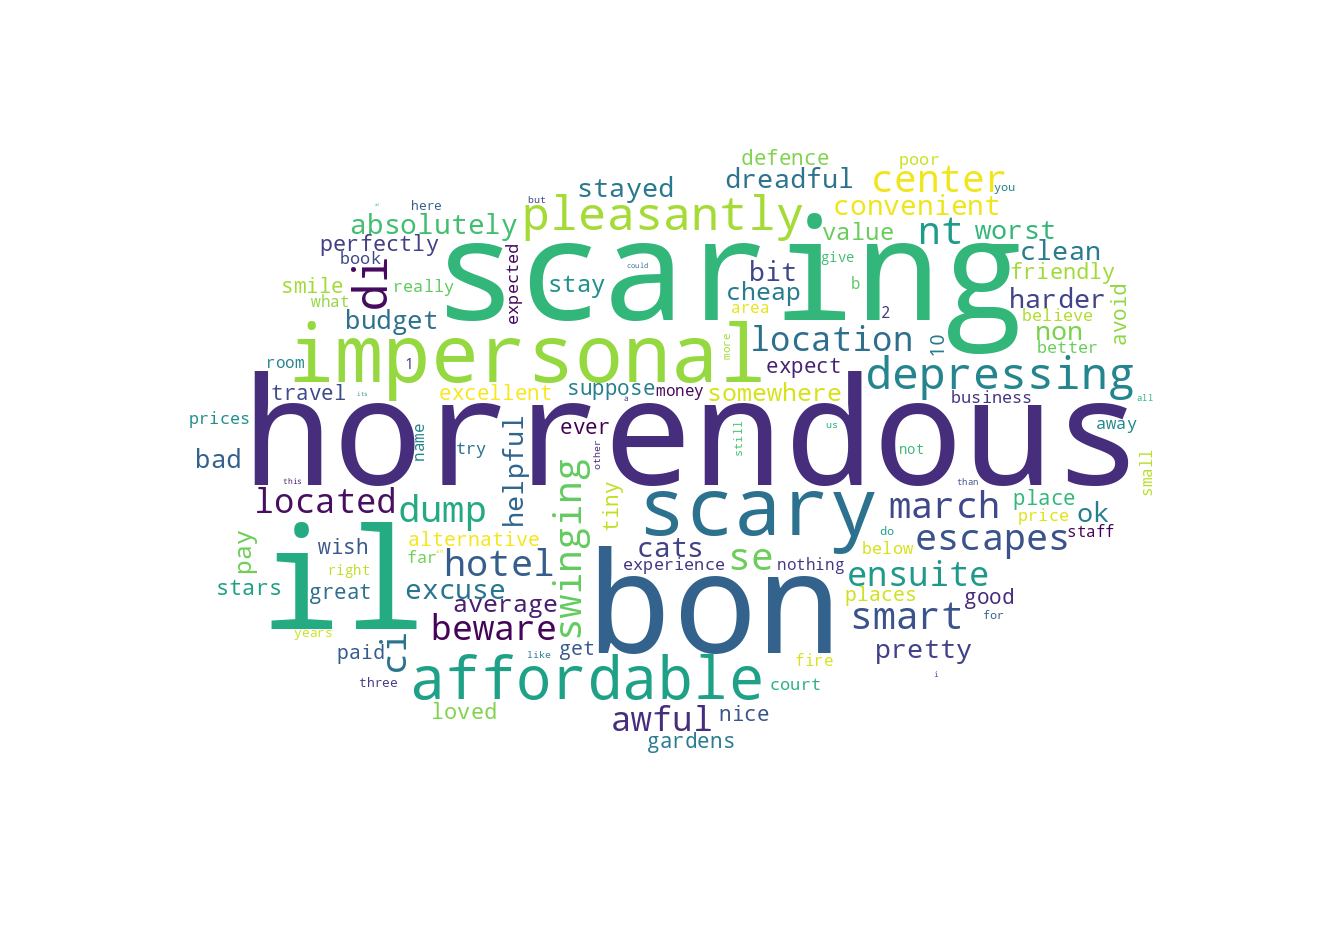 defence
poor
dreadful
center
you
stayed
but
here
pleasantly
convenient
absolutely
value
nt
worst
perfectly
scaring
clean
book
di
expected
could
give
bit
friendly
smile
really
stay
cheap
b
harder
what
area
2
believe
avoid
budget
impersonal
more
location
10
non
better
room
1
expect
depressing
travel
its
excellent
suppose
money
somewhere
business
all
a
prices
horrendous
away
name
try
ever
other
still
us
not
bad
helpful
small
this
than
located
dump
swinging
tiny
scary
march
place
ok
price
staff
do
il
wish
alternative
cats
escapes
far
hotel
experience
se
nothing
below
pay
right
bon
ensuite
stars
great
excuse
places
good
average
smart
for
years
beware
ci
paid
get
like
pretty
fire
i
three
affordable
court
loved
awful
nice
gardens